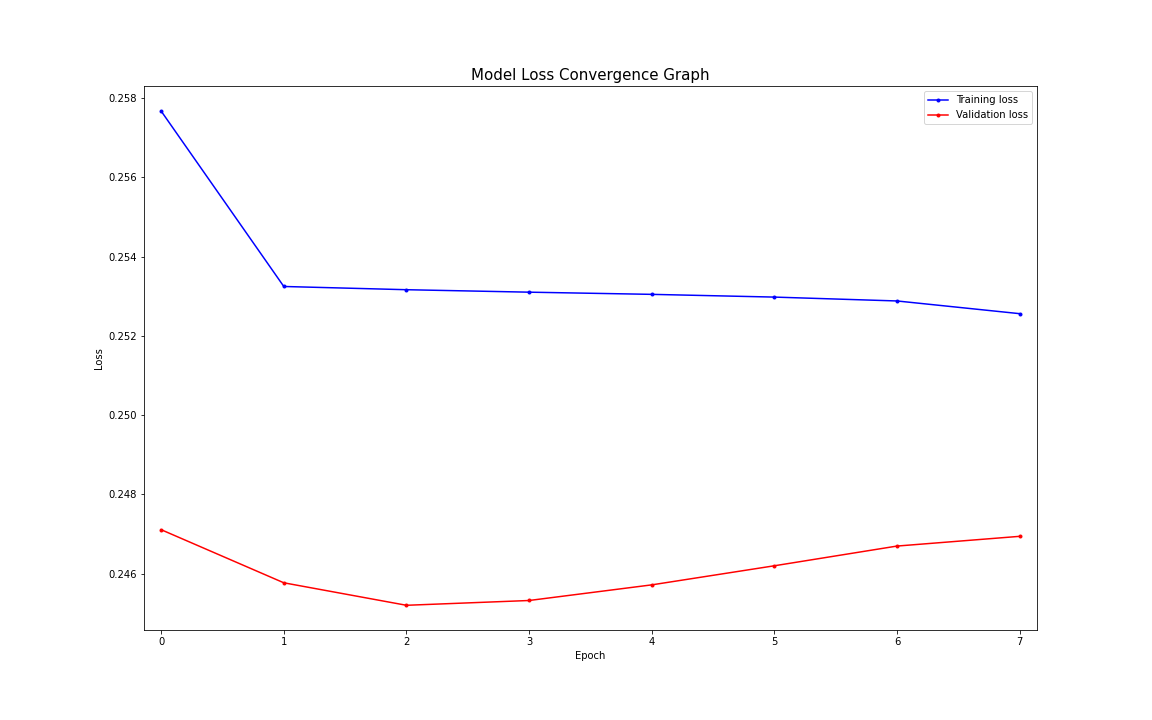 Model Loss Convergence Graph
Training loss
Validation loss
0.258
0.256
0.254
0.252
0.250
0.248
0.246
Loss
0 1 2 3 4 5 6 7
Epoch